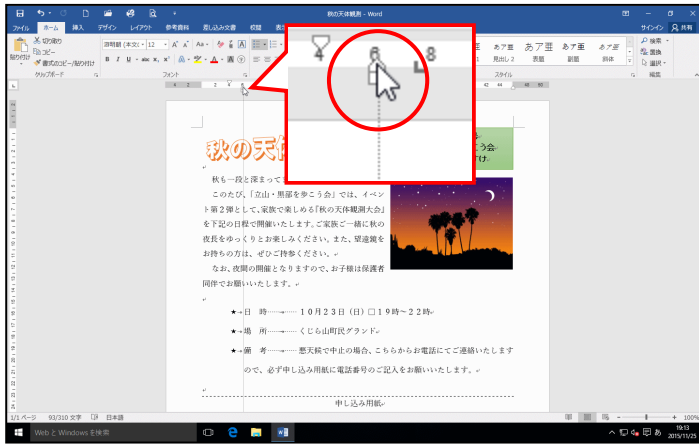 秋の天体観測 - Word
サインイン 共有
ファイル ホーム 挿入 デザイン レイアウト 参考資料 差し込み文書 校閲
切り取り
コピー
書式のコピー/貼り付け
貼り付け
クリップボード
フォント
12
見出し 2 表題 副題 斜体
スタイル
検索
置換
選択
編集
4 6 8
秋の天
こう会
秋も一段と深まって
このたび、「立山・黒部を歩こう会」では、イベン
ト第2弾として、家族で楽しめる『秋の天体観測大会』
を下記の日程で開催いたします。ご家族ご一緒に秋の
夜長をゆっくりとお楽しみください。また、望遠鏡を
お持ちの方は、ぜひご持参ください。
なお、夜間の開催となりますので、お子様は保護者
同伴でお願いいたします。
★→日 時……→…… 10月23日(日)□19時~22時
★→場 所……→…… くじら山町民グランド
★→備 考……→…… 悪天候で中止の場合、こちらからお電話にてご連絡いたします
ので、必ず申し込み用紙に電話番号のご記入をお願いいたします。
申し込み用紙
1/1 ページ 93/310 文字 日本語
100%
Web と Windows を検索
あ
19:15
2015/11/25